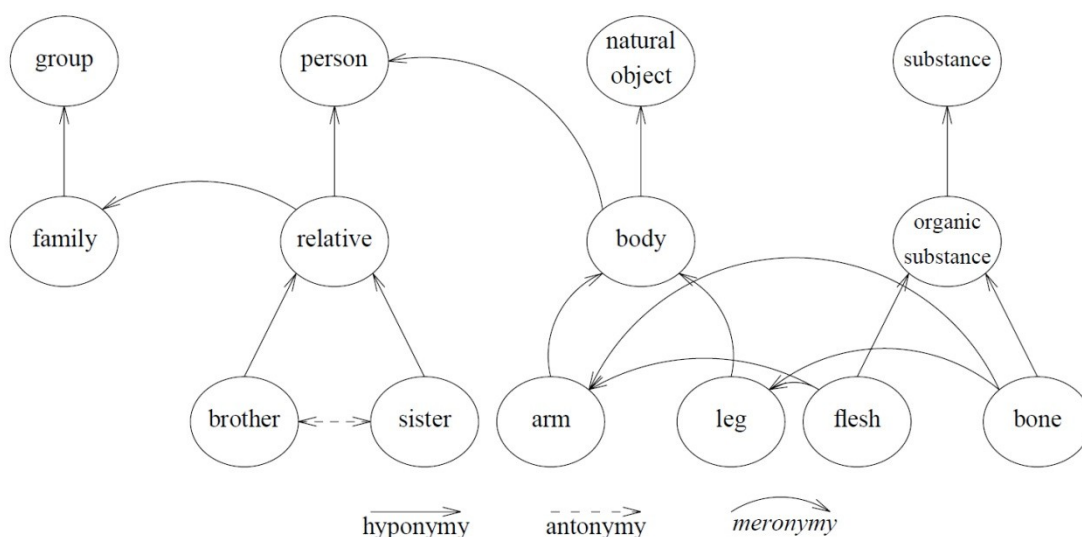 group
person
natural
object
substance
family
relative
body
organic
substance
brother
sister
arm
leg
flesh
bone
hyponymy
antonymy
meronymy